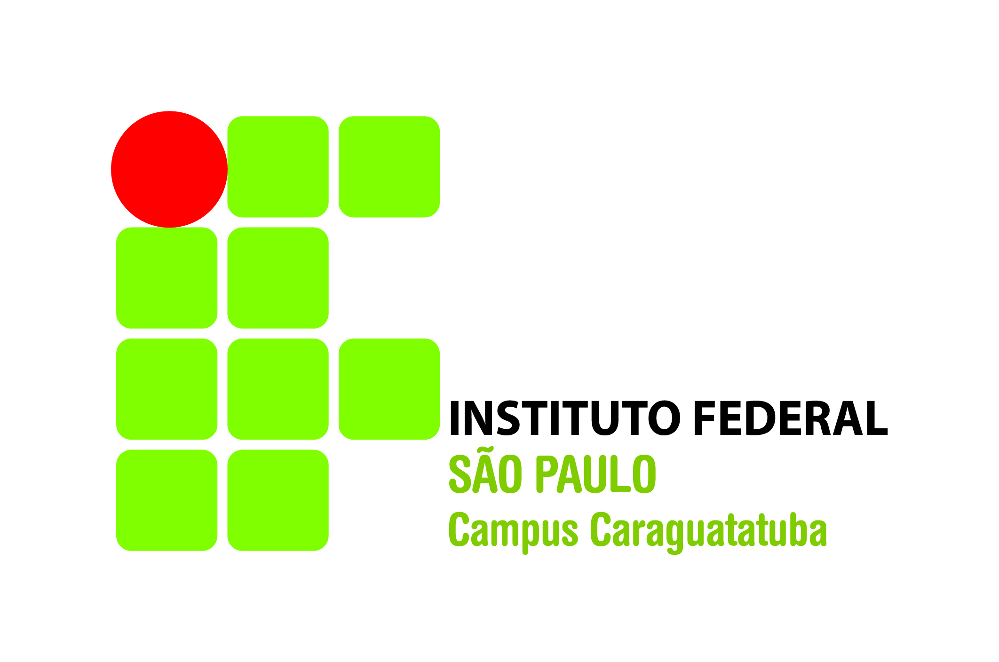 INSTITUTO FEDERAL
SÃO PAULO
Campus Caraguatatuba